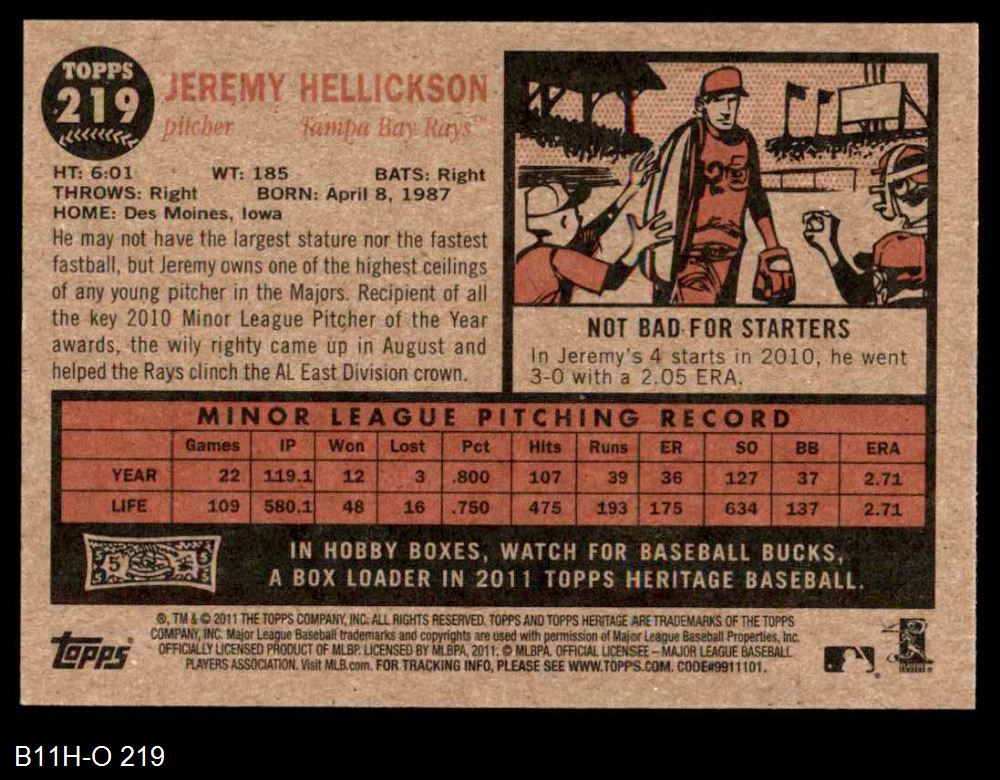 TOPPS
219
JEREMY HELLICKSON
pitcher Tampa Bay Rays™
HT: 6:01 WT: 185 BATS: Right
THROWS: Right BORN: April 8, 1987
HOME: Des Moines, Iowa
He may not have the largest stature nor the fastest
fastball, but Jeremy owns one of the highest ceilings
of any young pitcher in the Majors. Recipient of all
the key 2010 Minor League Pitcher of the Year
awards, the wily righty came up in August and
helped the Rays clinch the AL East Division crown.
25
NOT BAD FOR STARTERS
In Jeremy's 4 starts in 2010, he went
3-0 with a 2.05 ERA.
MINOR LEAGUE PITCHING RECORD
Games IP Won Lost Pct Hits Runs ER SO BB ERA
YEAR 22 119.1 12 3 .800 107 39 36 127 37 2.71
LIFE 109 580.1 48 16 .750 475 193 175 634 137 2.71
5
IN HOBBY BOXES, WATCH FOR BASEBALL BUCKS,
A BOX LOADER IN 2011 TOPPS HERITAGE BASEBALL.
®, TM & © 2011 THE TOPPS COMPANY, INC. ALL RIGHTS RESERVED. TOPPS AND TOPPS HERITAGE ARE TRADEMARKS OF THE TOPPS
COMPANY, INC. Major League Baseball trademarks and copyrights are used with permission of Major League Baseball Properties, Inc.
OFFICIALLY LICENSED PRODUCT OF MLBP. LICENSED BY MLBPA, 2011. © MLBPA. OFFICIAL LICENSEE – MAJOR LEAGUE BASEBALL
PLAYERS ASSOCIATION. Visit MLB.com. FOR TRACKING INFO, PLEASE SEE WWW.TOPPS.COM. CODE#9911101.
Topps
B11H-O 219